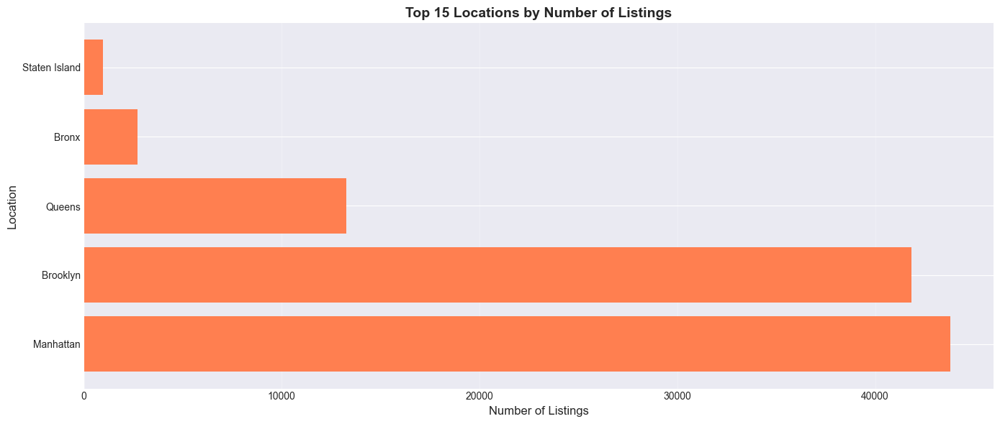 Top 15 Locations by Number of Listings
Location
Staten Island
Bronx
Queens
Brooklyn
Manhattan
0 10000 20000 30000 40000
Number of Listings